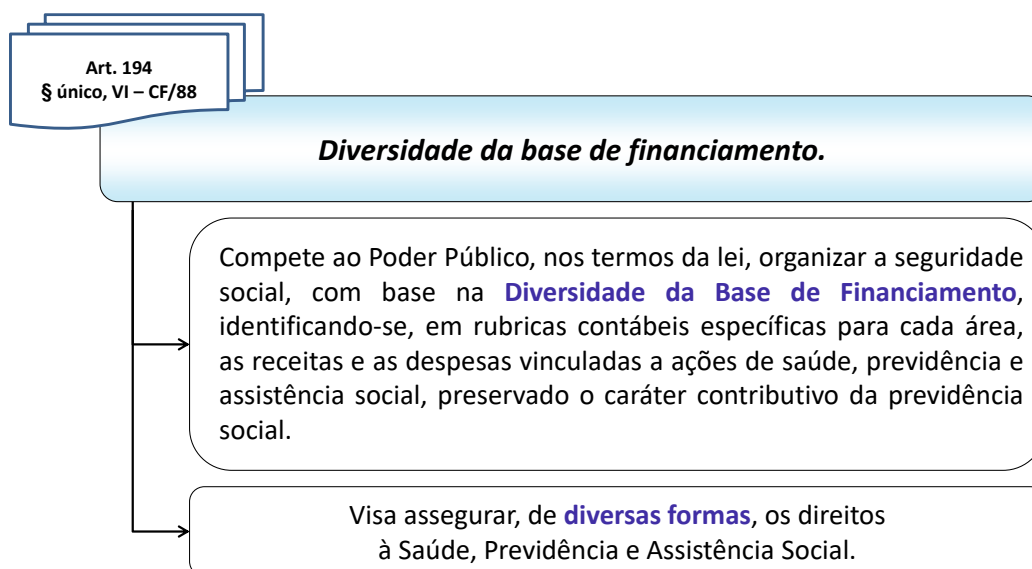 Art. 194
§ único, VI – CF/88
Diversidade da base de financiamento.
Compete ao Poder Público, nos termos da lei, organizar a seguridade
social, com base na Diversidade da Base de Financiamento,
identificando-se, em rubricas contábeis específicas para cada área,
as receitas e as despesas vinculadas a ações de saúde, previdência e
assistência social, preservado o caráter contributivo da previdência
social.
Visa assegurar, de diversas formas, os direitos
à Saúde, Previdência e Assistência Social.